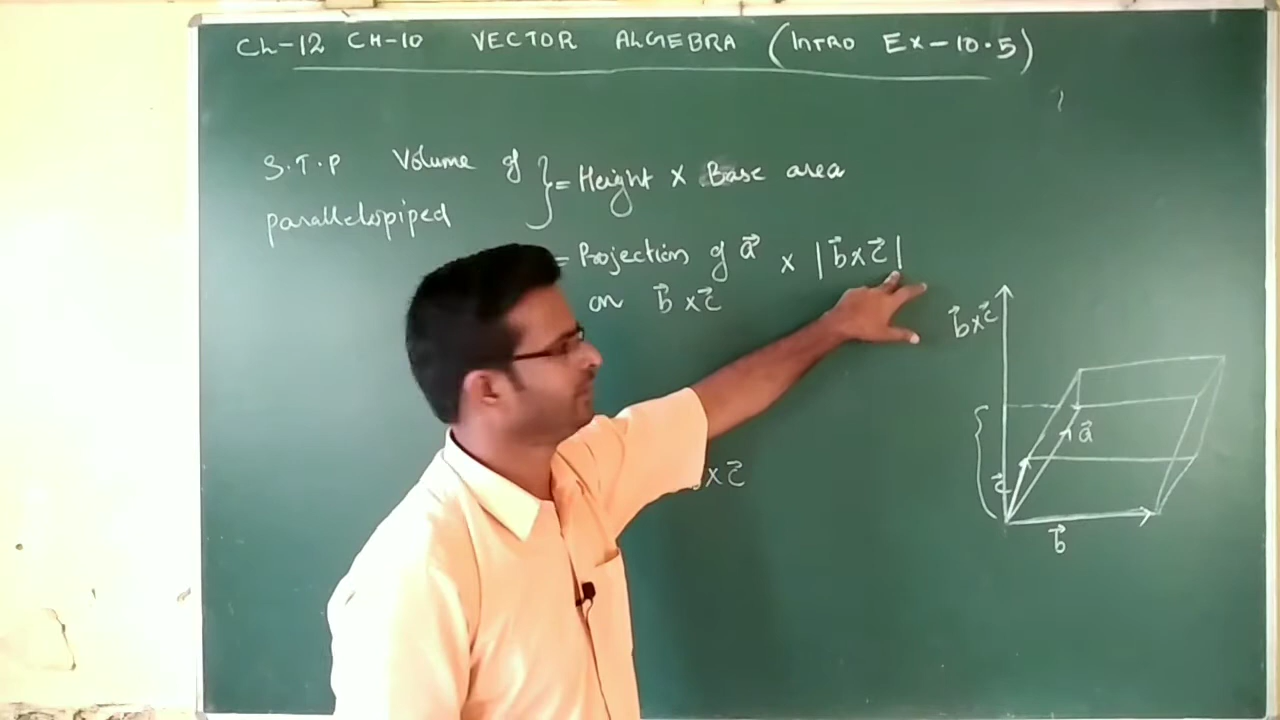 Ch-12 CH-10 VECTOR ALGEBRA (INTRO EX-10.5)
S.T.P Volume of } = Height × Base area
parallelopiped
= Projection of a⃗ × |b⃗×c⃗|
on b⃗×c⃗
×c⃗
b⃗×c⃗
a⃗
c⃗
b⃗